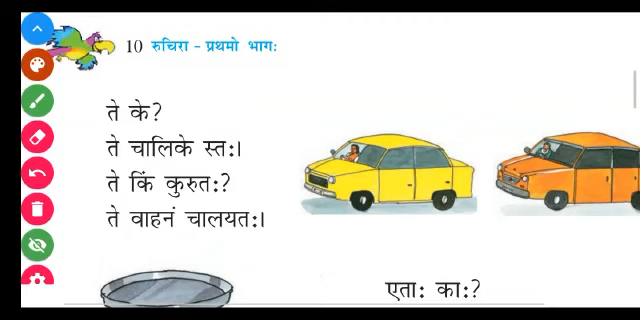 10 रुचिरा - प्रथमो भागः
ते के?
ते चालिके स्तः।
ते किं कुरुतः?
ते वाहनं चालयतः।
एताः काः?